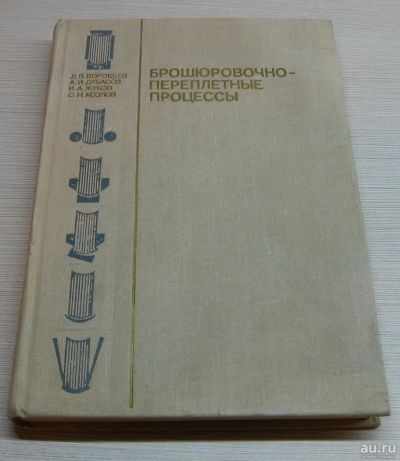 Д.В. ВОРОБЬЕВ
А.И. ДУБАСОВ
И.А. ЖУКОВ
С.Н. КОЗЛОВ
БРОШЮРОВОЧНО-
ПЕРЕПЛЕТНЫЕ
ПРОЦЕССЫ
au.ru